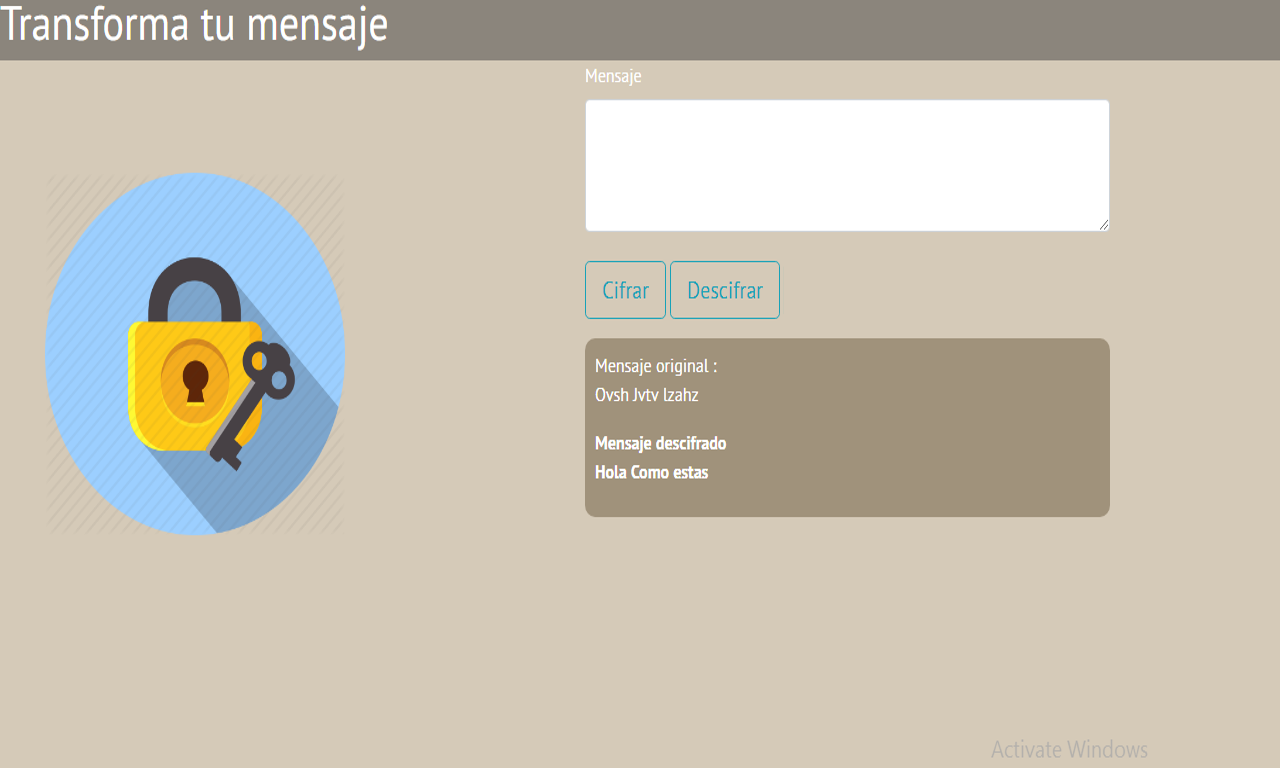 Transforma tu mensaje
Mensaje
Cifrar Descifrar
Mensaje original :
Ovsh Jvtv lzahz
Mensaje descifrado
Hola Como estas
Activate Windows